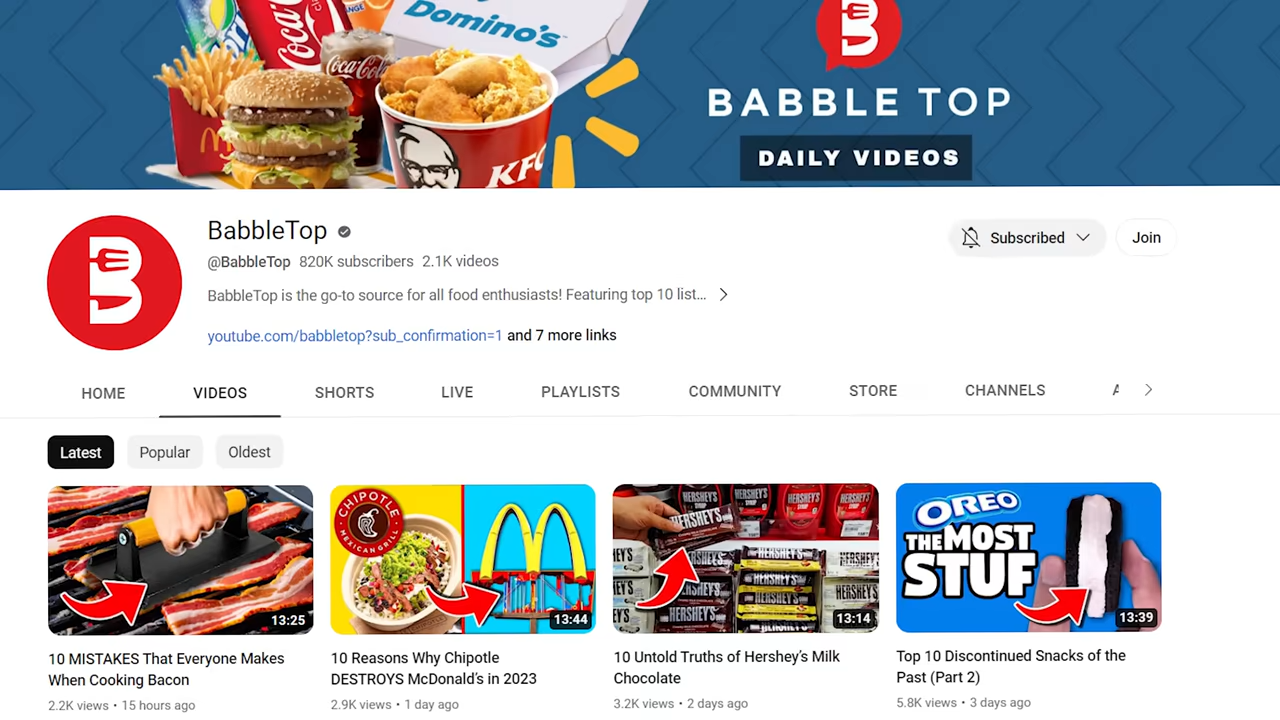 Coca-Cola
ANGE
Domino's
Coca-Cola
KFC
B
BABBLE TOP
DAILY VIDEOS
B
BabbleTop
@BabbleTop 820K subscribers 2.1K videos
BabbleTop is the go-to source for all food enthusiasts! Featuring top 10 list...
youtube.com/babbletop?sub_confirmation=1 and 7 more links
Subscribed
Join
HOME VIDEOS SHORTS LIVE PLAYLISTS COMMUNITY STORE CHANNELS
Latest Popular Oldest
13:25
CHIPOTLE
MEXICAN GRILL
13:44
HERSHEY'S
HERSHEY'S
HERSHEY'S
13:14
OREO
THE MOST
STUF
13:39
10 MISTAKES That Everyone Makes
When Cooking Bacon
2.2K views • 15 hours ago
10 Reasons Why Chipotle
DESTROYS McDonald's in 2023
2.9K views • 1 day ago
10 Untold Truths of Hershey's Milk
Chocolate
3.2K views • 2 days ago
Top 10 Discontinued Snacks of the
Past (Part 2)
5.8K views • 3 days ago